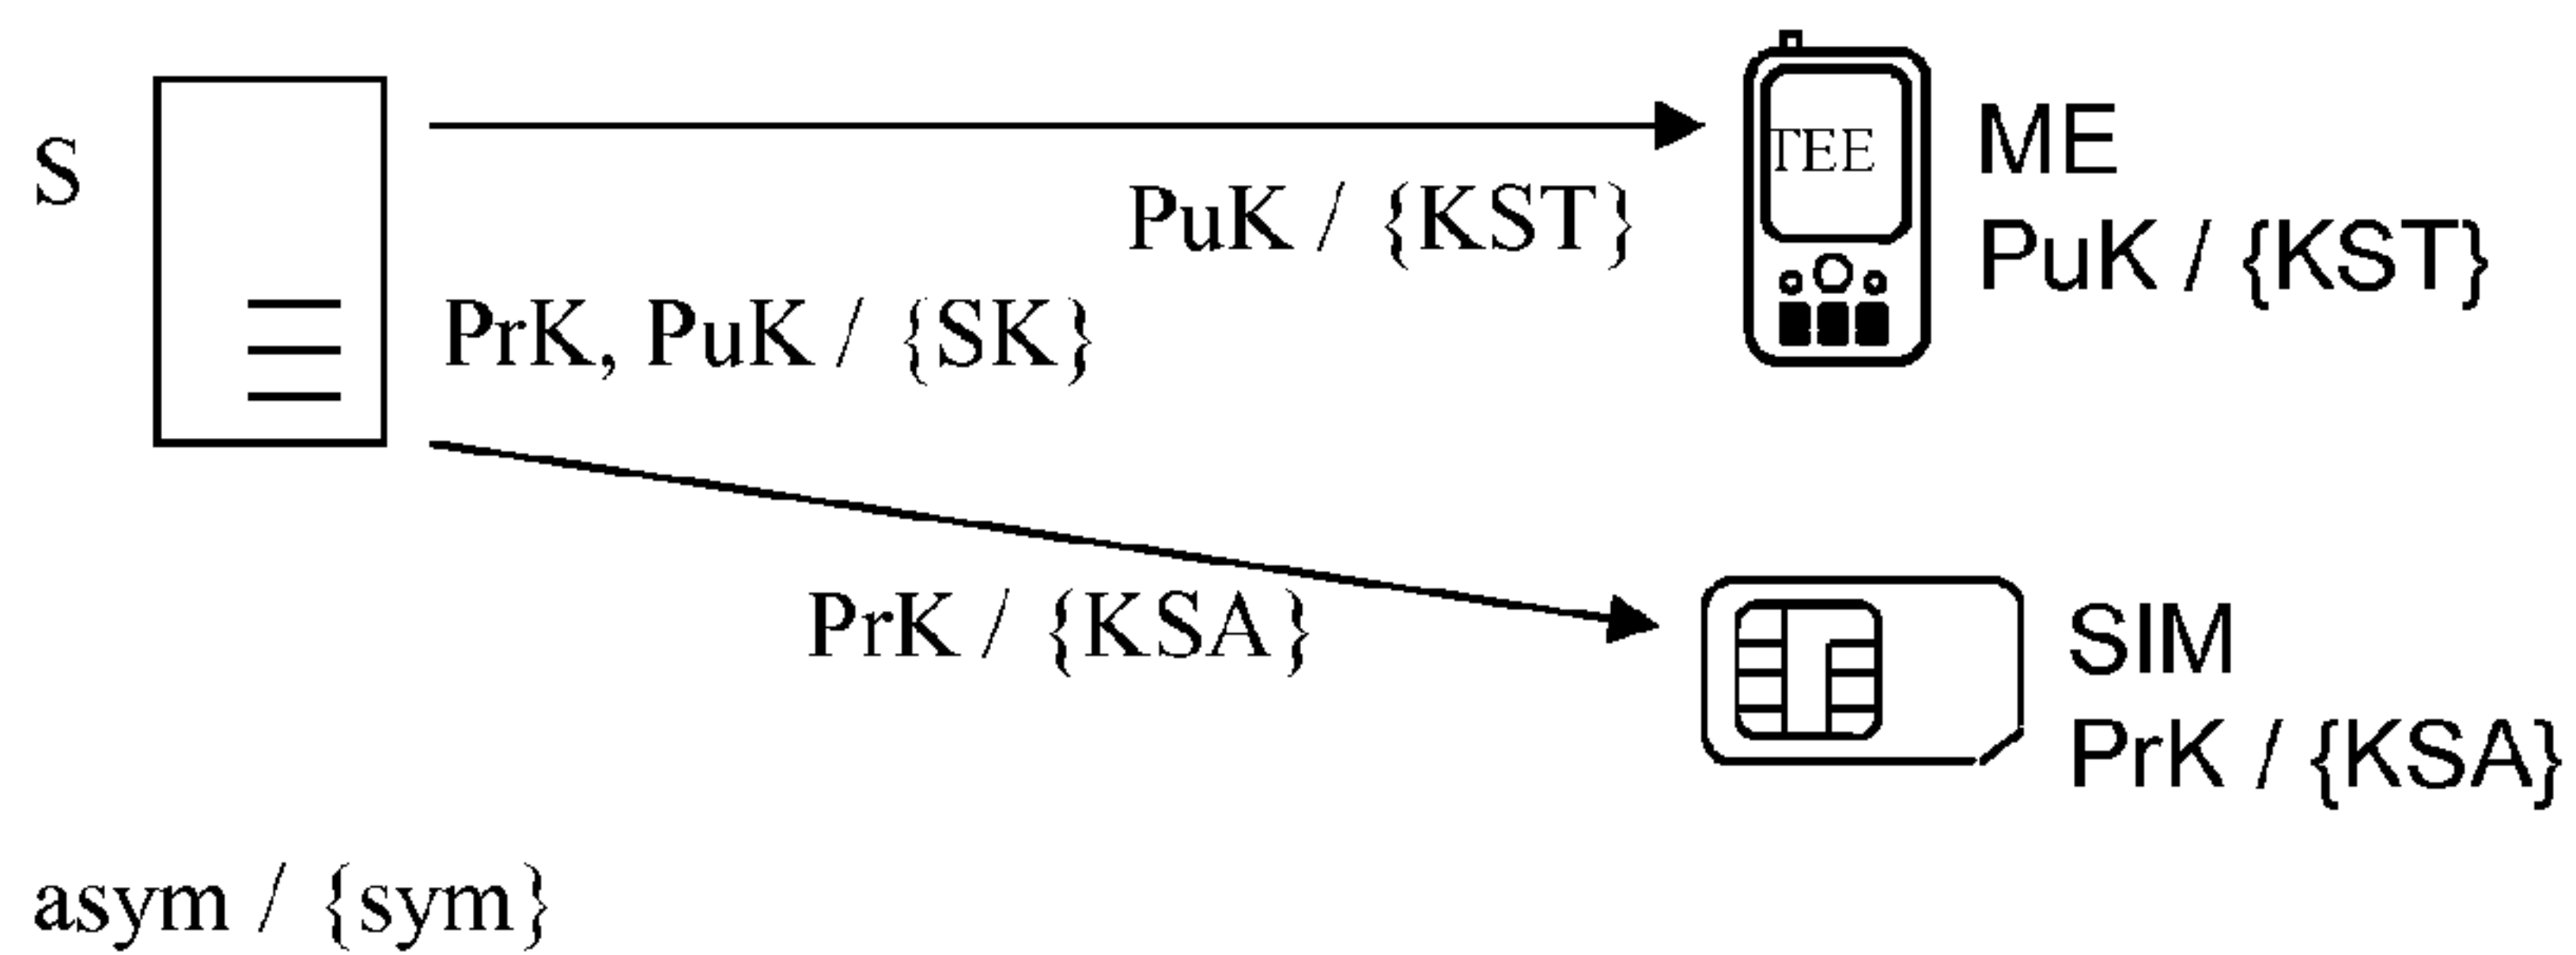 S
TEE
ME
PuK / {KST}
PuK / {KST}
PrK, PuK / {SK}
PrK / {KSA}
SIM
PrK / {KSA}
asym / {sym}